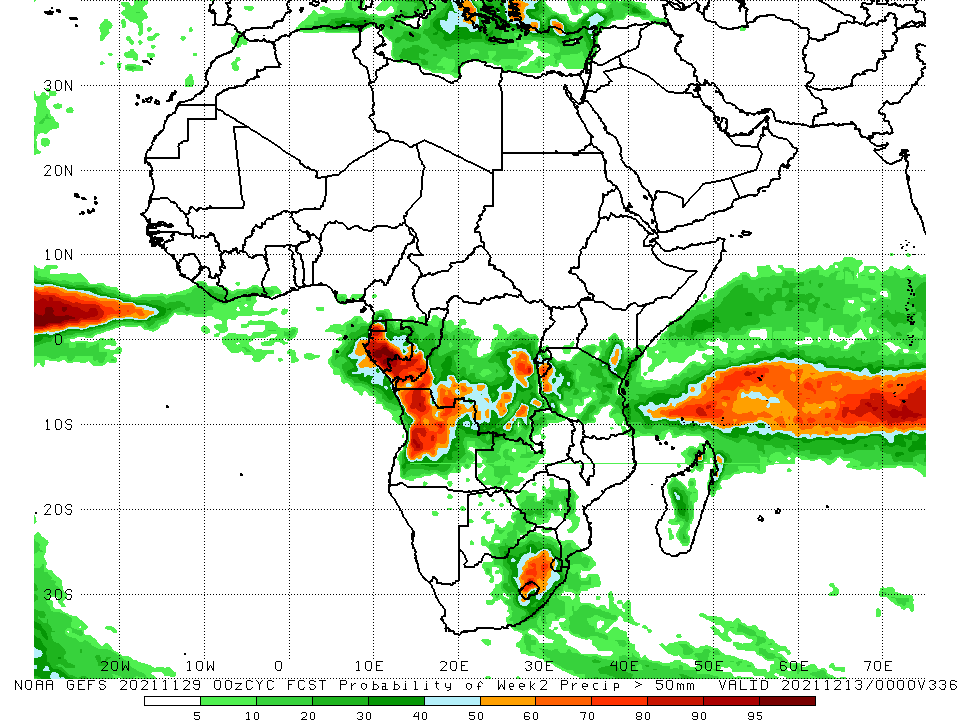 30N
20N
10N
0
10S
20S
30S
20W 10W 0 10E 20E 30E 40E 50E 60E 70E
NOAA GEFS 20211129 00zCYC FCST Probability of Week2 Precip > 50mm VALID 20211213/0000V336
5 10 20 30 40 50 60 70 80 90 95